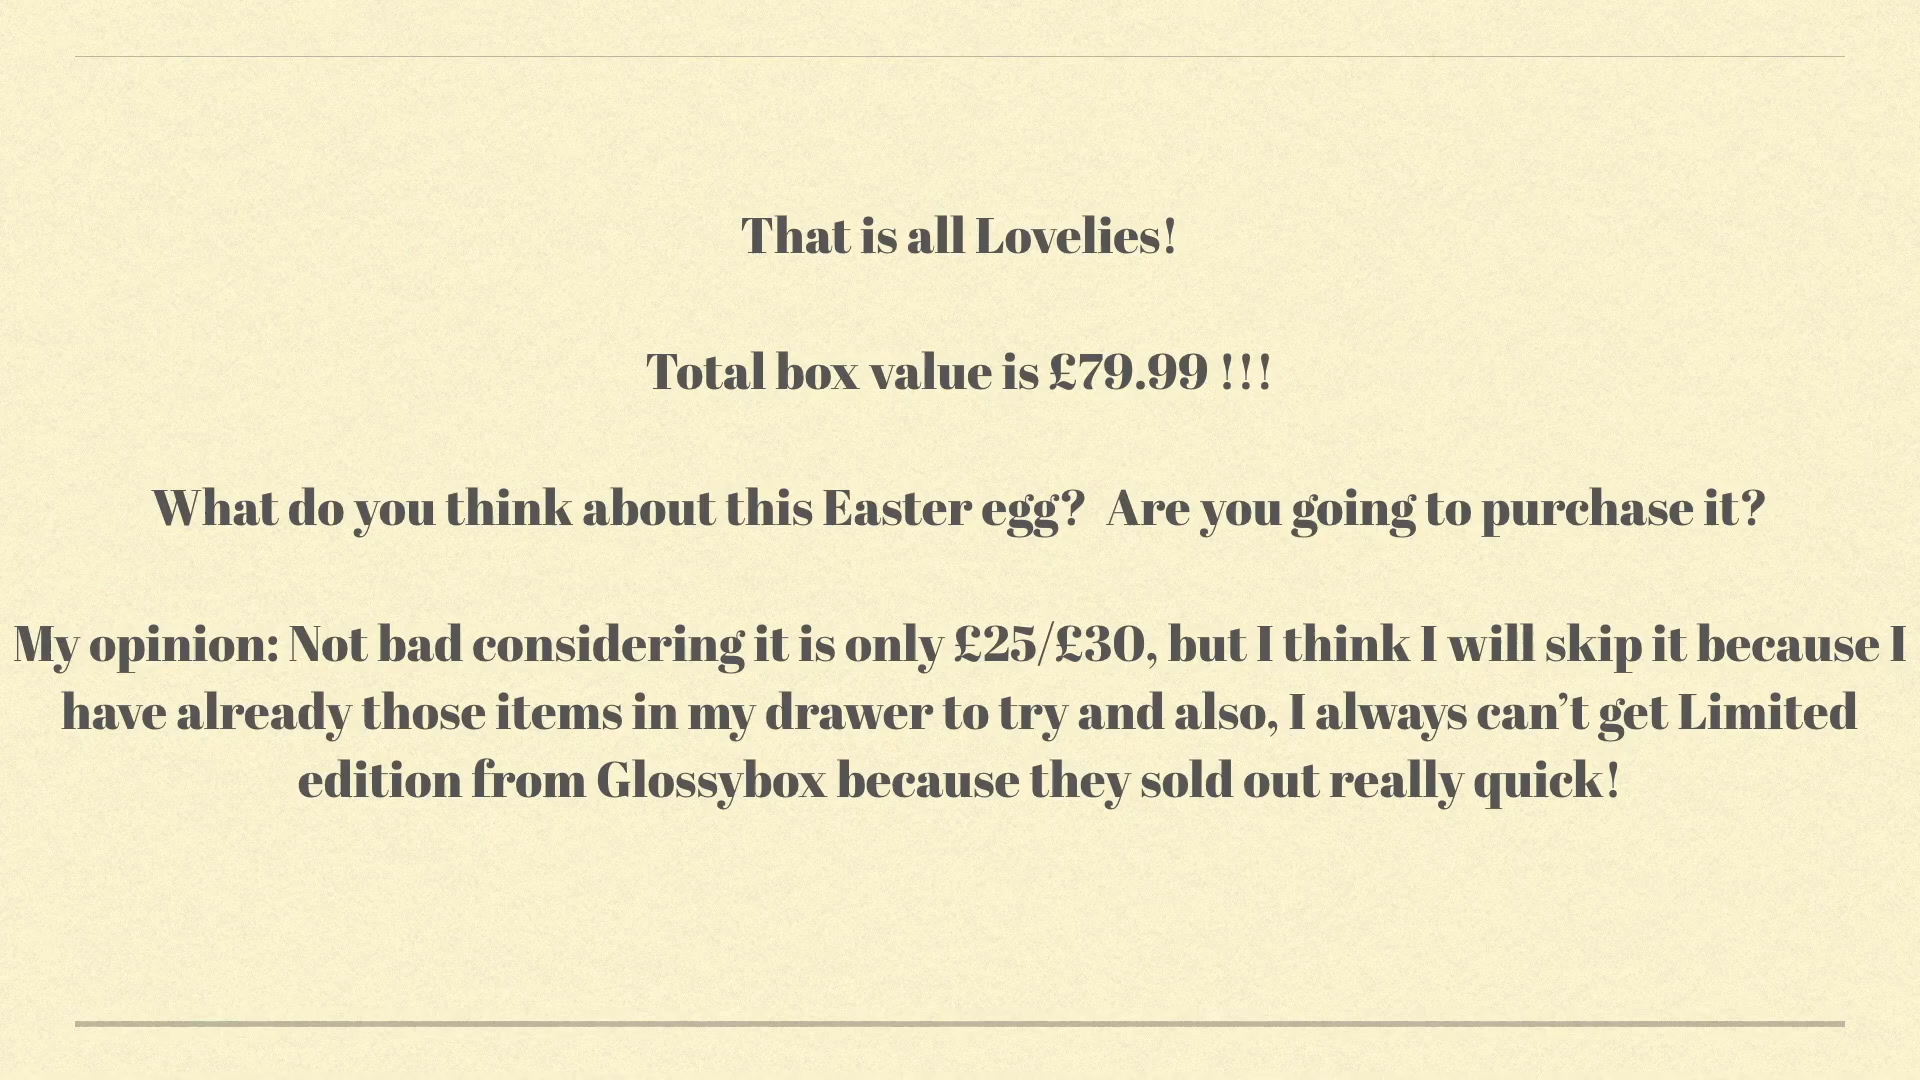 That is all Lovelies!
Total box value is £79.99 !!!
What do you think about this Easter egg?  Are you going to purchase it?
My opinion: Not bad considering it is only £25/£30, but I think I will skip it because I
have already those items in my drawer to try and also, I always can’t get Limited
edition from Glossybox because they sold out really quick!